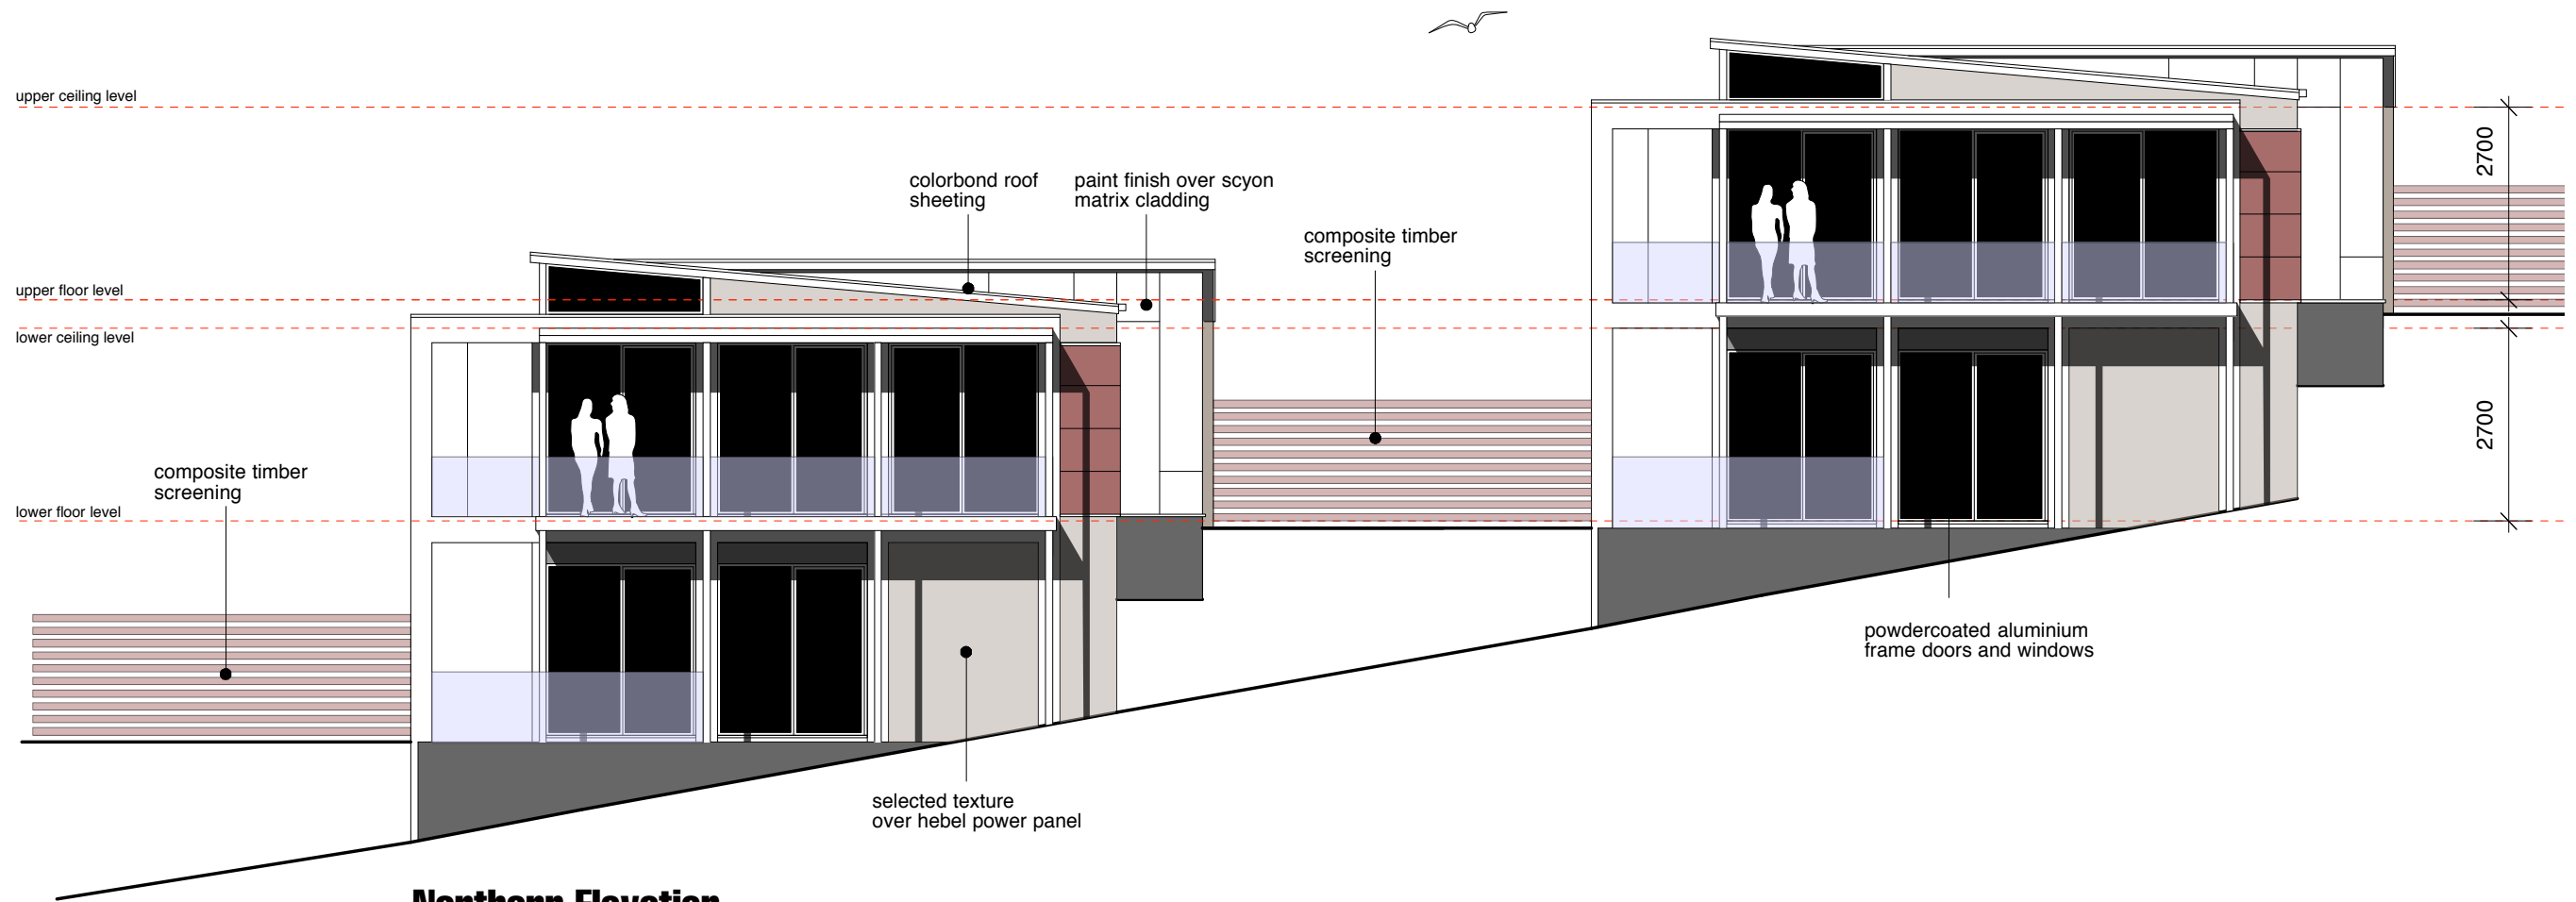 upper ceiling level
2700
colorbond roof
sheeting
paint finish over scyon
matrix cladding
composite timber
screening
upper floor level
lower ceiling level
2700
composite timber
screening
lower floor level
powdercoated aluminium
frame doors and windows
selected texture
over hebel power panel
Northern Elevation